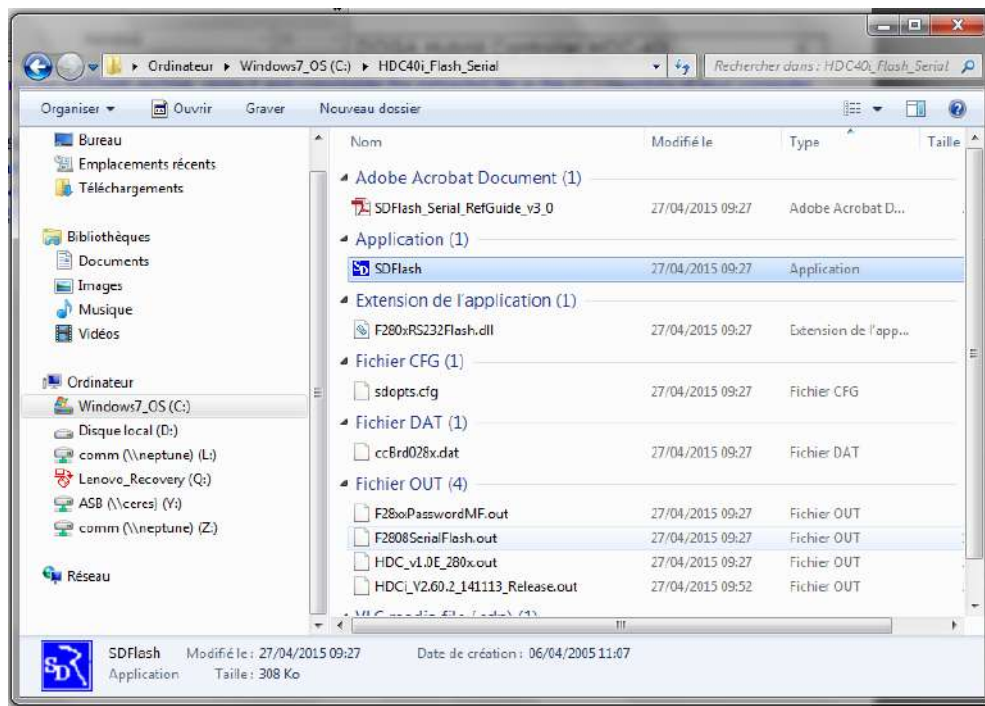 Ordinateur ▸ Windows7_OS (C:) ▸ HDC40i_Flash_Serial
Rechercher dans : HDC40i_Flash_Serial
Organiser Ouvrir Graver Nouveau dossier
Bureau
Emplacements récents
Téléchargements
Bibliothèques
Documents
Images
Musique
Vidéos
Ordinateur
Windows7_OS (C:)
Disque local (D:)
comm (\\neptune) (L:)
Lenovo_Recovery (Q:)
ASB (\\ceres) (Y:)
comm (\\neptune) (Z:)
Réseau
Nom Modifié le Type Taille
Adobe Acrobat Document (1)
SDFlash_Serial_RefGuide_v3_0 27/04/2015 09:27 Adobe Acrobat D...
Application (1)
SDFlash 27/04/2015 09:27 Application
Extension de l'application (1)
F280xRS232Flash.dll 27/04/2015 09:27 Extension de l'app...
Fichier CFG (1)
sdopts.cfg 27/04/2015 09:27 Fichier CFG
Fichier DAT (1)
ccBrd028x.dat 27/04/2015 09:27 Fichier DAT
Fichier OUT (4)
F28xxPasswordMF.out 27/04/2015 09:27 Fichier OUT
F2808SerialFlash.out 27/04/2015 09:27 Fichier OUT
HDC_v1.0E_280x.out 27/04/2015 09:27 Fichier OUT
HDCi_V2.60.2_141113_Release.out 27/04/2015 09:52 Fichier OUT
SD
SDFlash Modifié le : 27/04/2015 09:27 Date de création : 06/04/2005 11:07
Application Taille : 308 Ko